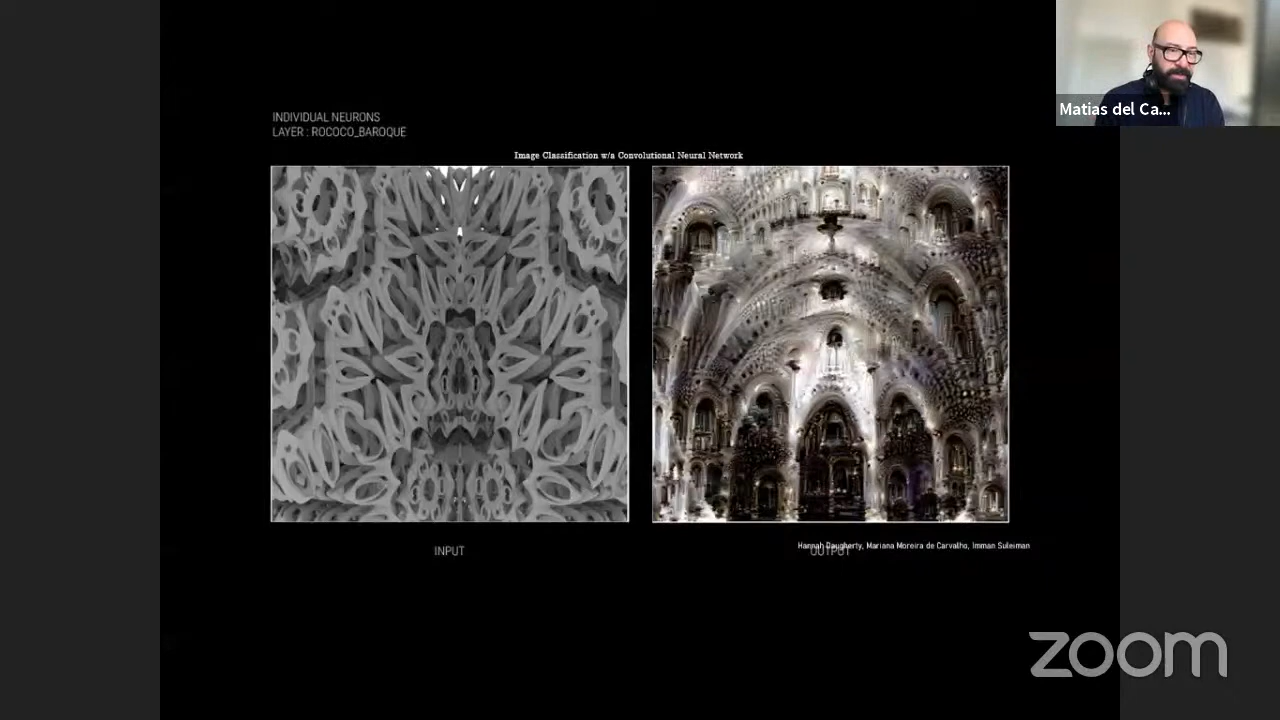 Matias del Ca...
INDIVIDUAL NEURONS
LAYER : ROCOCO_BAROQUE
Image Classification w/a Convolutional Neural Network
INPUT
Hannah Daugherty, Mariana Moreira de Carvalho, Imman Suleiman
OUTPUT
zoom